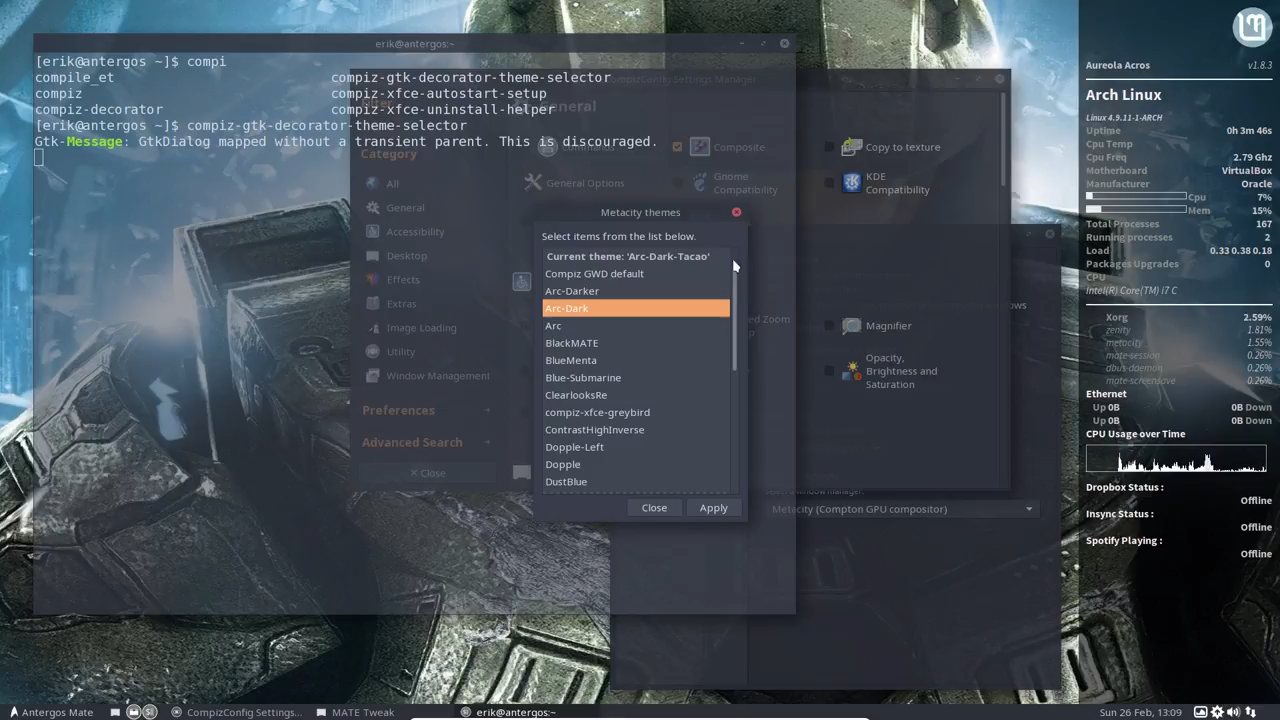 erik@antergos:~
[erik@antergos ~]$ compi
compile_et compiz-gtk-decorator-theme-selector
compiz compiz-xfce-autostart-setup
compiz-decorator compiz-xfce-uninstall-helper
[erik@antergos ~]$ compiz-gtk-decorator-theme-selector
Gtk-Message: GtkDialog mapped without a transient parent. This is discouraged.
CompizConfig Settings Manager
General
Category
All
General
Accessibility
Desktop
Effects
Extras
Image Loading
Utility
Window Management
Preferences
Advanced Search
Close
Commands
Composite
Copy to texture
General Options
Gnome
Compatibility
KDE
Compatibility
Magnifier
Opacity,
Brightness and
Saturation
Metacity themes
Select items from the list below.
Current theme: 'Arc-Dark-Tacao'
Compiz GWD default
Arc-Darker
Arc-Dark
Arc
BlackMATE
BlueMenta
Blue-Submarine
ClearlooksRe
compiz-xfce-greybird
ContrastHighInverse
Dopple-Left
Dopple
DustBlue
Close Apply
Metacity (Compton GPU compositor)
Aureola Acros v1.8.3
Arch Linux
Linux 4.9.11-1-ARCH
Uptime 0h 3m 46s
Cpu Temp
Cpu Freq 2.79 Ghz
Motherboard VirtualBox
Manufacturer Oracle
Cpu 7%
Mem 15%
Total Processes 167
Running processes 2
Load 0.33 0.38 0.18
Packages Upgrades 0
CPU
Intel(R) Core(TM) i7 C
Xorg 2.59%
zenity 1.81%
metacity 1.55%
mate-session 0.26%
dbus-daemon 0.26%
mate-screensave 0.26%
Ethernet
Up 0B 0B Down
Up 0B 0B Down
CPU Usage over Time
Dropbox Status :
Offline
Insync Status :
Offline
Spotify Playing :
Offline
Antergos Mate
CompizConfig Settings...
MATE Tweak
erik@antergos:~
Sun 26 Feb, 13:09